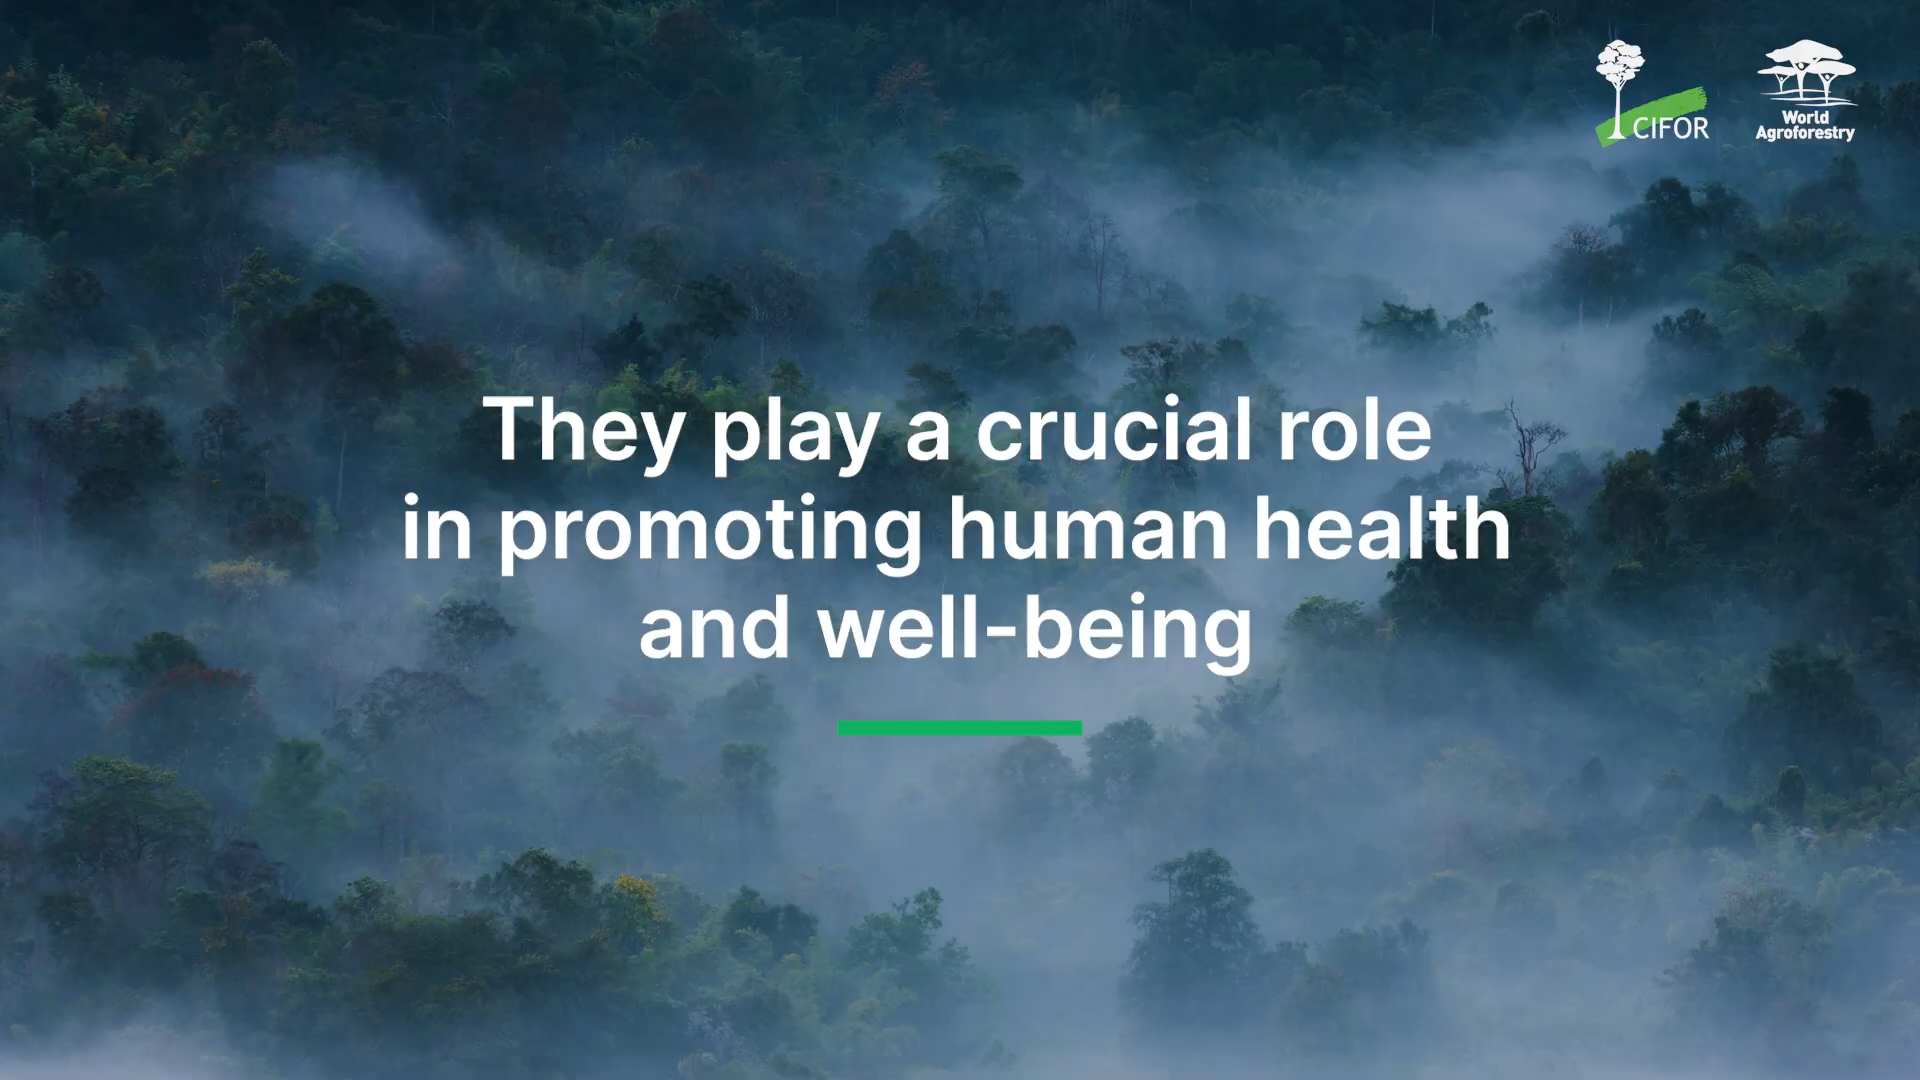 CIFOR
World
Agroforestry
They play a crucial role
in promoting human health
and well-being